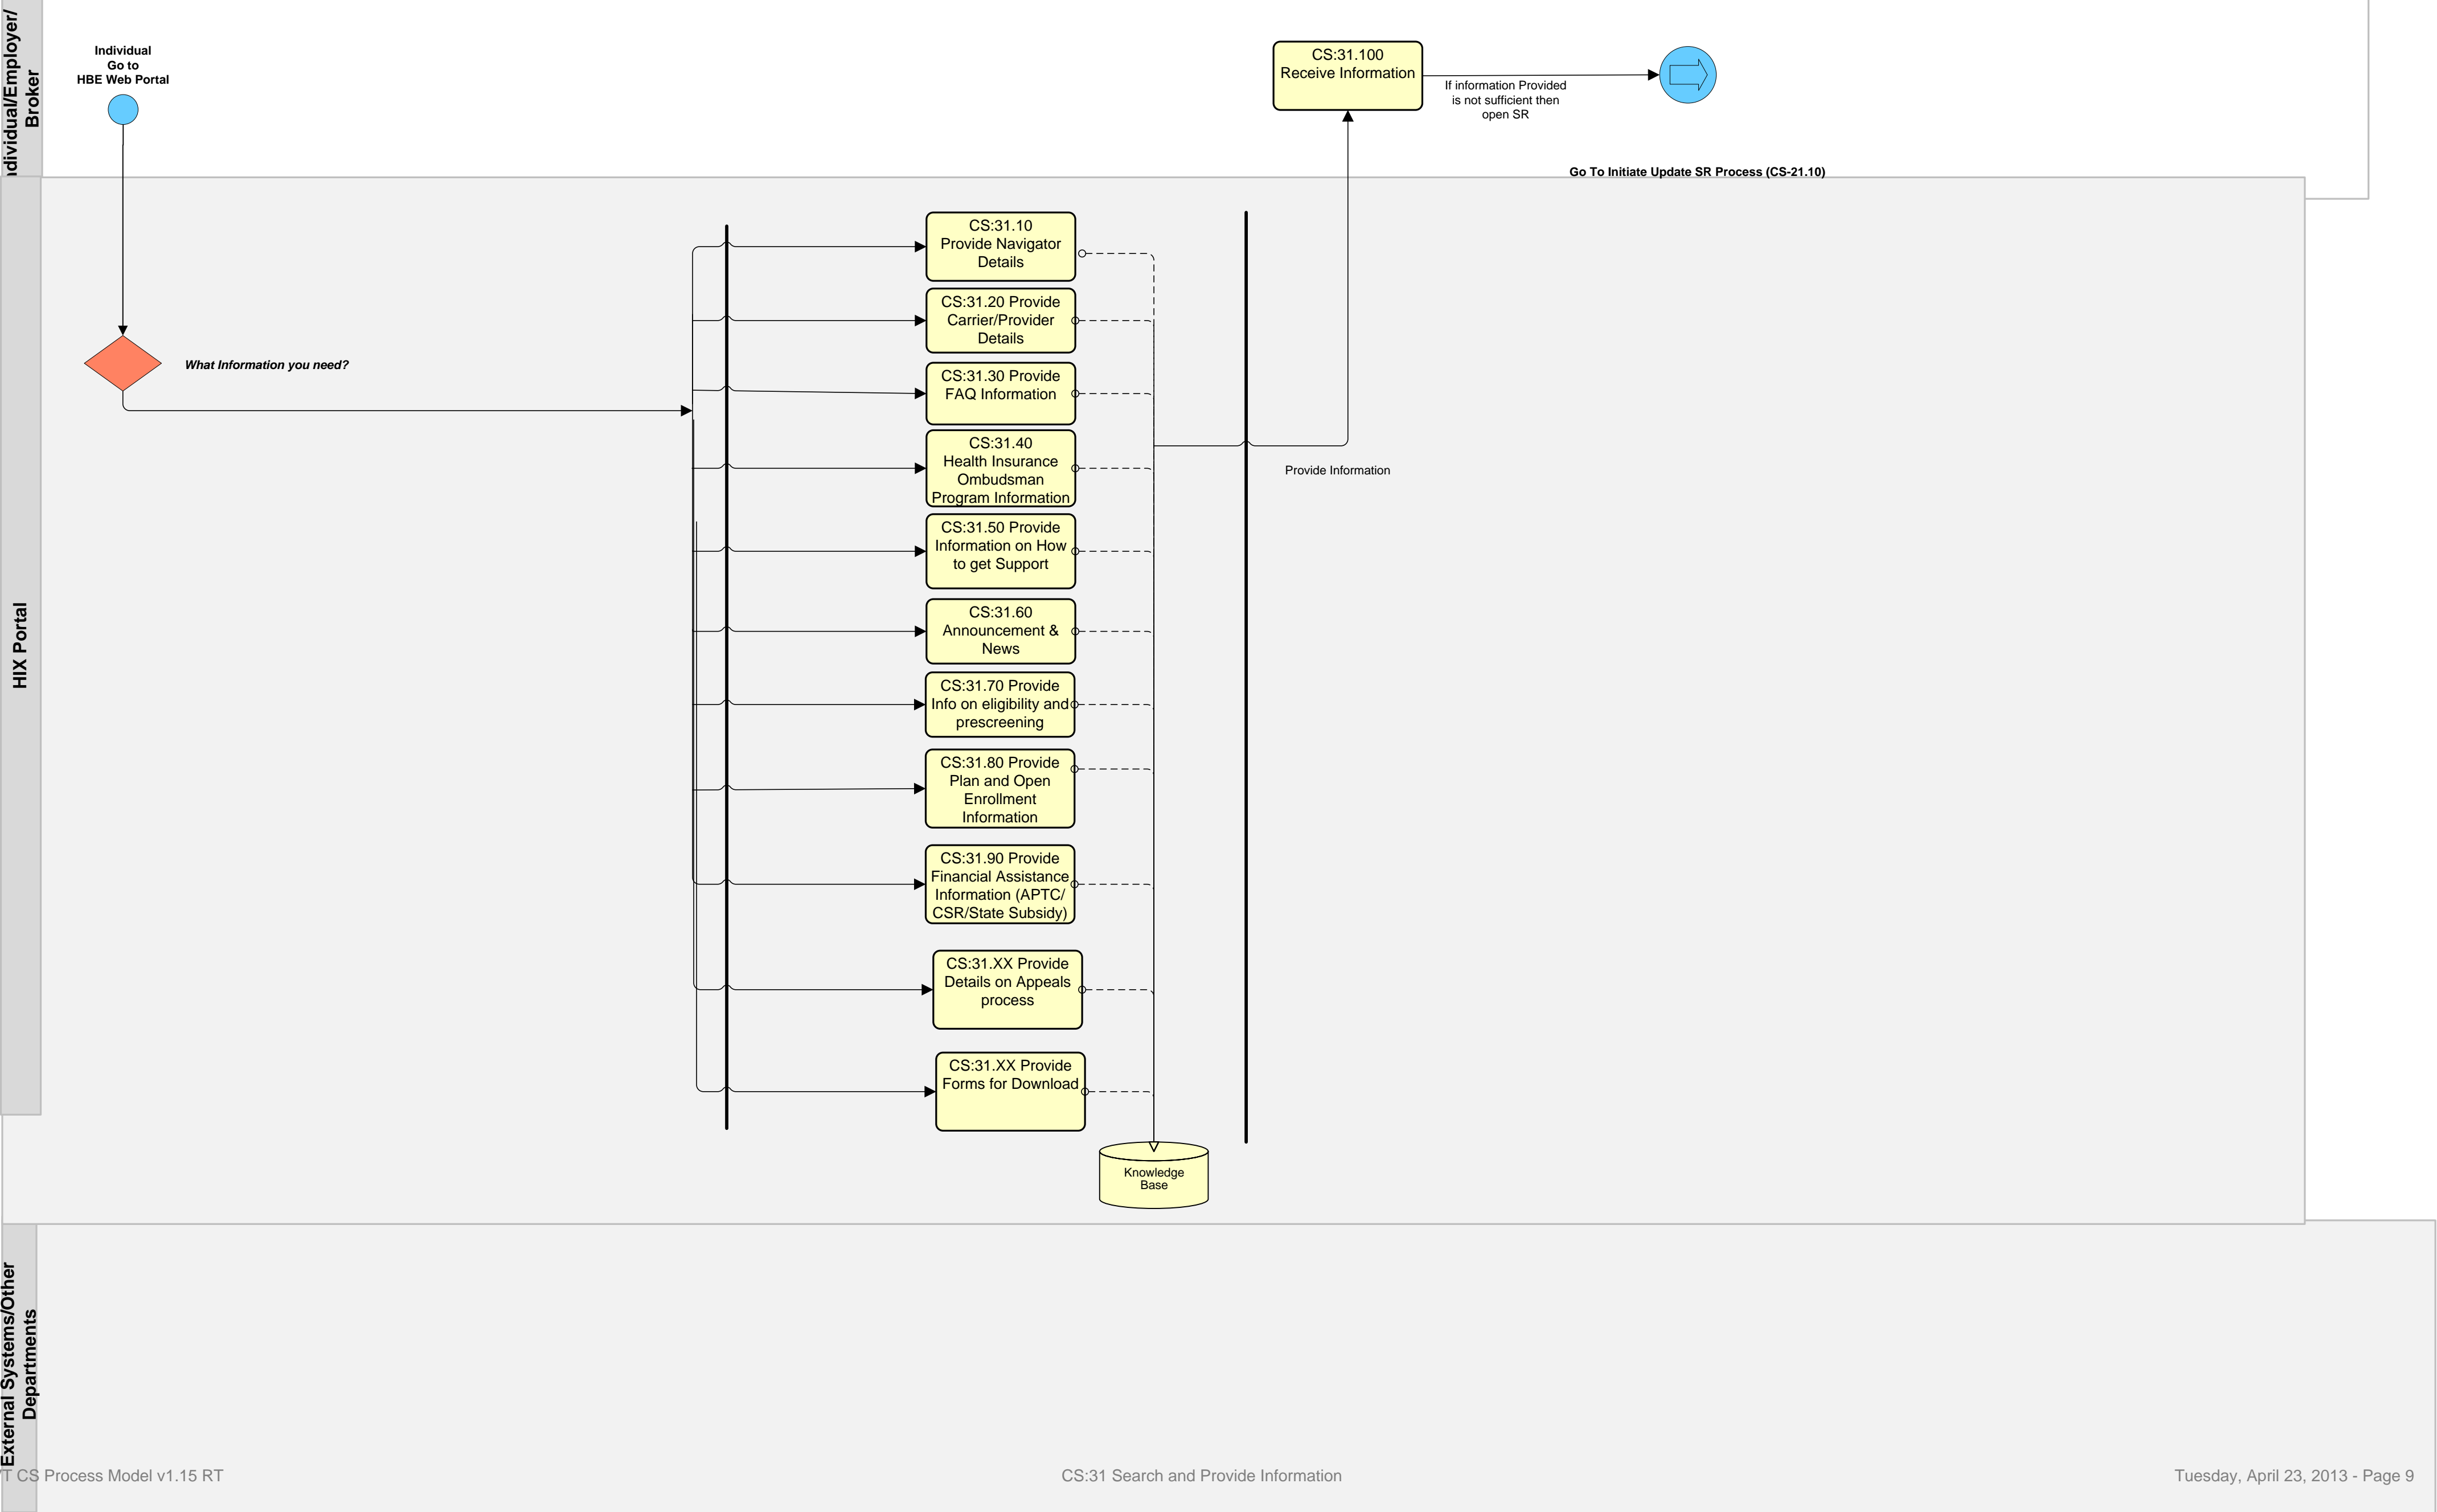 Individual
Go to
HBE Web Portal
CS:31.100
Receive Information
If information Provided
is not sufficient then
open SR
Go To Initiate Update SR Process (CS-21.10)
Broker
HIX Portal
What Information you need?
CS:31.10
Provide Navigator
Details
CS:31.20 Provide
Carrier/Provider
Details
CS:31.30 Provide
FAQ Information
CS:31.40
Health Insurance
Ombudsman
Program Information
Provide Information
CS:31.50 Provide
Information on How
to get Support
CS:31.60
Announcement &
News
CS:31.70 Provide
Info on eligibility and
prescreening
CS:31.80 Provide
Plan and Open
Enrollment
Information
CS:31.90 Provide
Financial Assistance
Information (APTC/
CSR/State Subsidy)
CS:31.XX Provide
Details on Appeals
process
CS:31.XX Provide
Forms for Download
Knowledge
Base
External Systems/Other
Departments
T CS Process Model v1.15 RT
CS:31 Search and Provide Information
Tuesday, April 23, 2013 - Page 9